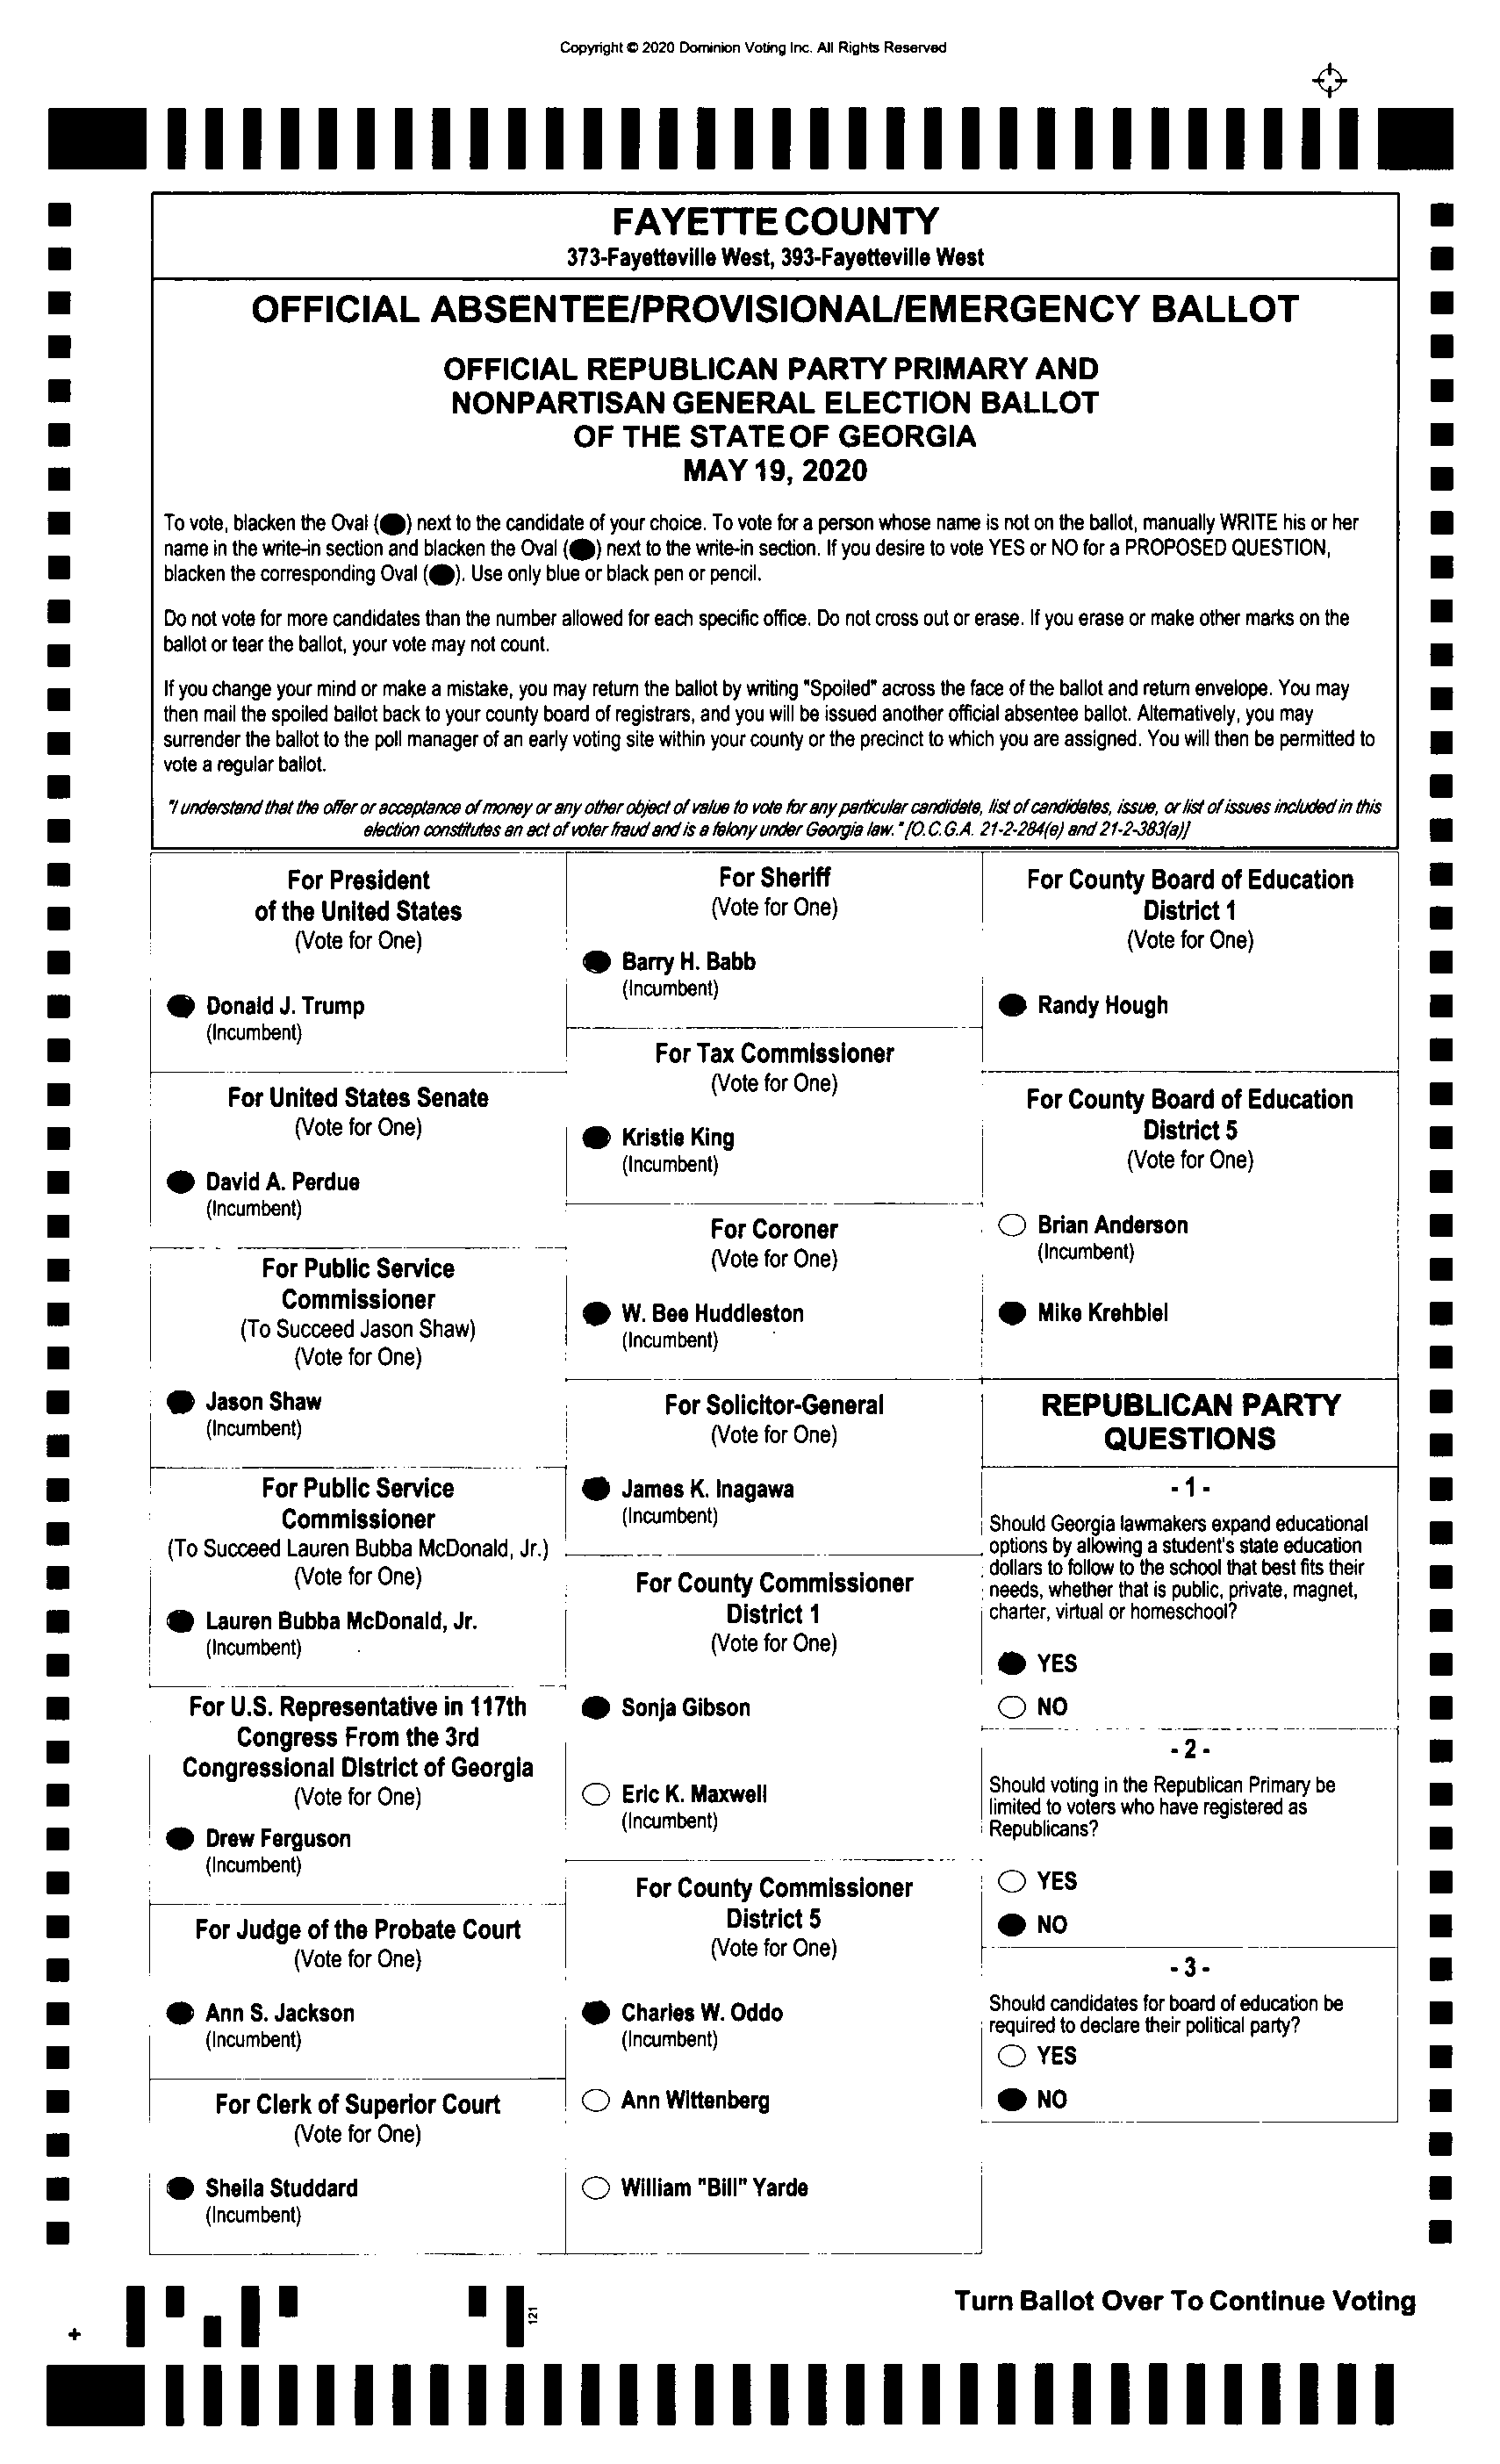 Copyright © 2020 Dominion Voting Inc. All Rights Reserved
FAYETTE COUNTY
373-Fayetteville West, 393-Fayetteville West
OFFICIAL ABSENTEE/PROVISIONAL/EMERGENCY BALLOT
OFFICIAL REPUBLICAN PARTY PRIMARY AND
NONPARTISAN GENERAL ELECTION BALLOT
OF THE STATE OF GEORGIA
MAY 19, 2020
To vote, blacken the Oval (●) next to the candidate of your choice. To vote for a person whose name is not on the ballot, manually WRITE his or her
name in the write-in section and blacken the Oval (●) next to the write-in section. If you desire to vote YES or NO for a PROPOSED QUESTION,
blacken the corresponding Oval (●). Use only blue or black pen or pencil.
Do not vote for more candidates than the number allowed for each specific office. Do not cross out or erase. If you erase or make other marks on the
ballot or tear the ballot, your vote may not count.
If you change your mind or make a mistake, you may return the ballot by writing "Spoiled" across the face of the ballot and return envelope. You may
then mail the spoiled ballot back to your county board of registrars, and you will be issued another official absentee ballot. Alternatively, you may
surrender the ballot to the poll manager of an early voting site within your county or the precinct to which you are assigned. You will then be permitted to
vote a regular ballot.
"I understand that the offer or acceptance of money or any other object of value to vote for any particular candidate, list of candidates, issue, or list of issues included in this
election constitutes an act of voter fraud and is a felony under Georgia law." [O.C.G.A. 21-2-284(e) and 21-2-383(a)]
For President
of the United States
(Vote for One)
Donald J. Trump
(Incumbent)
For United States Senate
(Vote for One)
David A. Perdue
(Incumbent)
For Public Service
Commissioner
(To Succeed Jason Shaw)
(Vote for One)
Jason Shaw
(Incumbent)
For Public Service
Commissioner
(To Succeed Lauren Bubba McDonald, Jr.)
(Vote for One)
Lauren Bubba McDonald, Jr.
(Incumbent)
For U.S. Representative in 117th
Congress From the 3rd
Congressional District of Georgia
(Vote for One)
Drew Ferguson
(Incumbent)
For Judge of the Probate Court
(Vote for One)
Ann S. Jackson
(Incumbent)
For Clerk of Superior Court
(Vote for One)
Sheila Studdard
(Incumbent)
For Sheriff
(Vote for One)
Barry H. Babb
(Incumbent)
For Tax Commissioner
(Vote for One)
Kristie King
(Incumbent)
For Coroner
(Vote for One)
W. Bee Huddleston
(Incumbent)
For Solicitor-General
(Vote for One)
James K. Inagawa
(Incumbent)
For County Commissioner
District 1
(Vote for One)
Sonja Gibson
Eric K. Maxwell
(Incumbent)
For County Commissioner
District 5
(Vote for One)
Charles W. Oddo
(Incumbent)
Ann Wittenberg
William "Bill" Yarde
For County Board of Education
District 1
(Vote for One)
Randy Hough
For County Board of Education
District 5
(Vote for One)
Brian Anderson
(Incumbent)
Mike Krehbiel
REPUBLICAN PARTY
QUESTIONS
- 1 -
Should Georgia lawmakers expand educational
options by allowing a student's state education
dollars to follow to the school that best fits their
needs, whether that is public, private, magnet,
charter, virtual or homeschool?
YES
NO
- 2 -
Should voting in the Republican Primary be
limited to voters who have registered as
Republicans?
YES
NO
- 3 -
Should candidates for board of education be
required to declare their political party?
YES
NO
Turn Ballot Over To Continue Voting
121
+